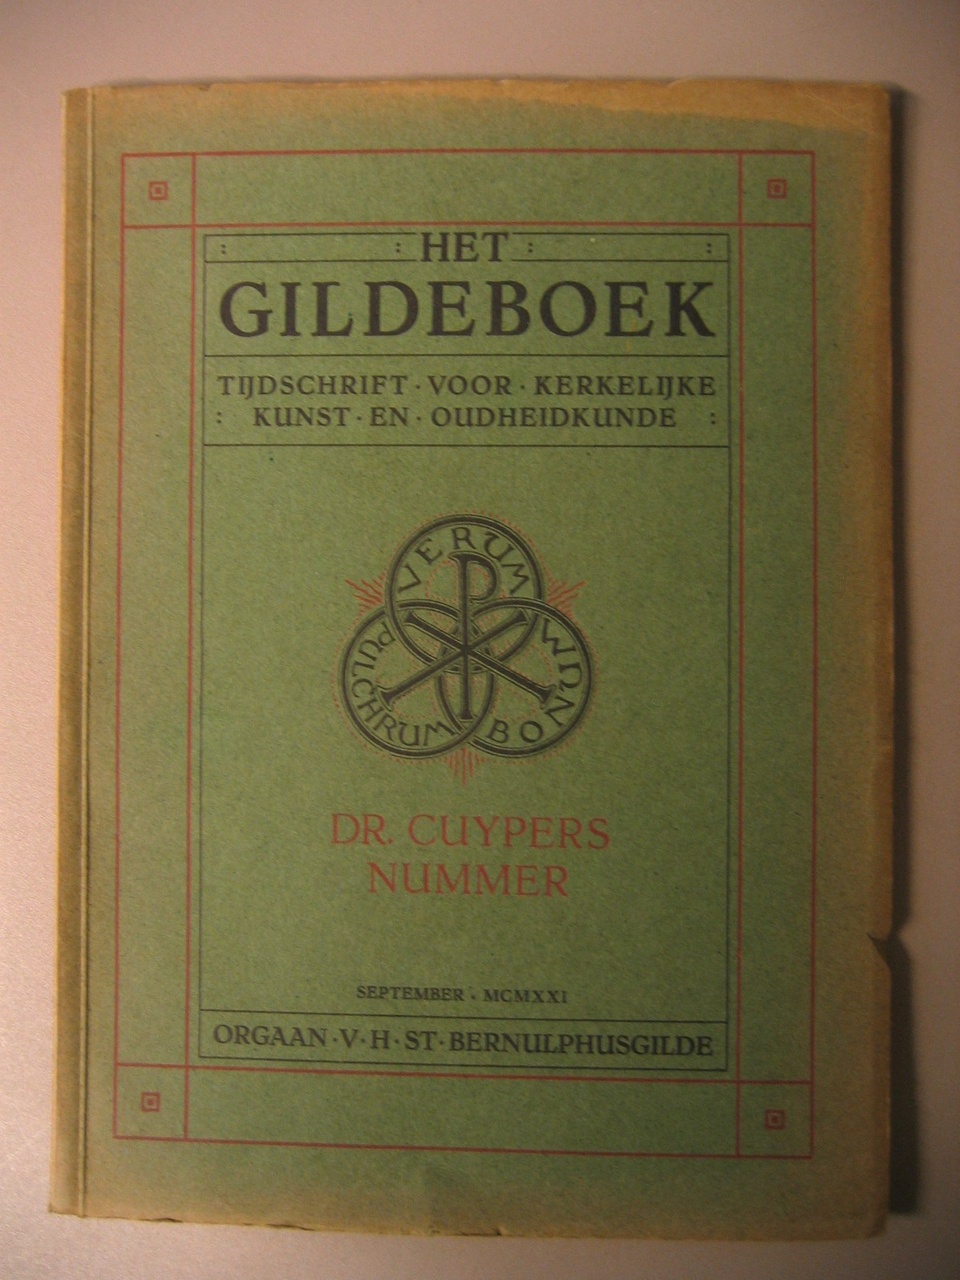 : : HET : :
GILDEBOEK
TIJDSCHRIFT · VOOR · KERKELIJKE
: KUNST · EN · OUDHEIDKUNDE :
VERUM
PULCHRUM
BONUM
DR. CUYPERS
NUMMER
SEPTEMBER · MCMXXI
ORGAAN · V · H · ST · BERNULPHUSGILDE